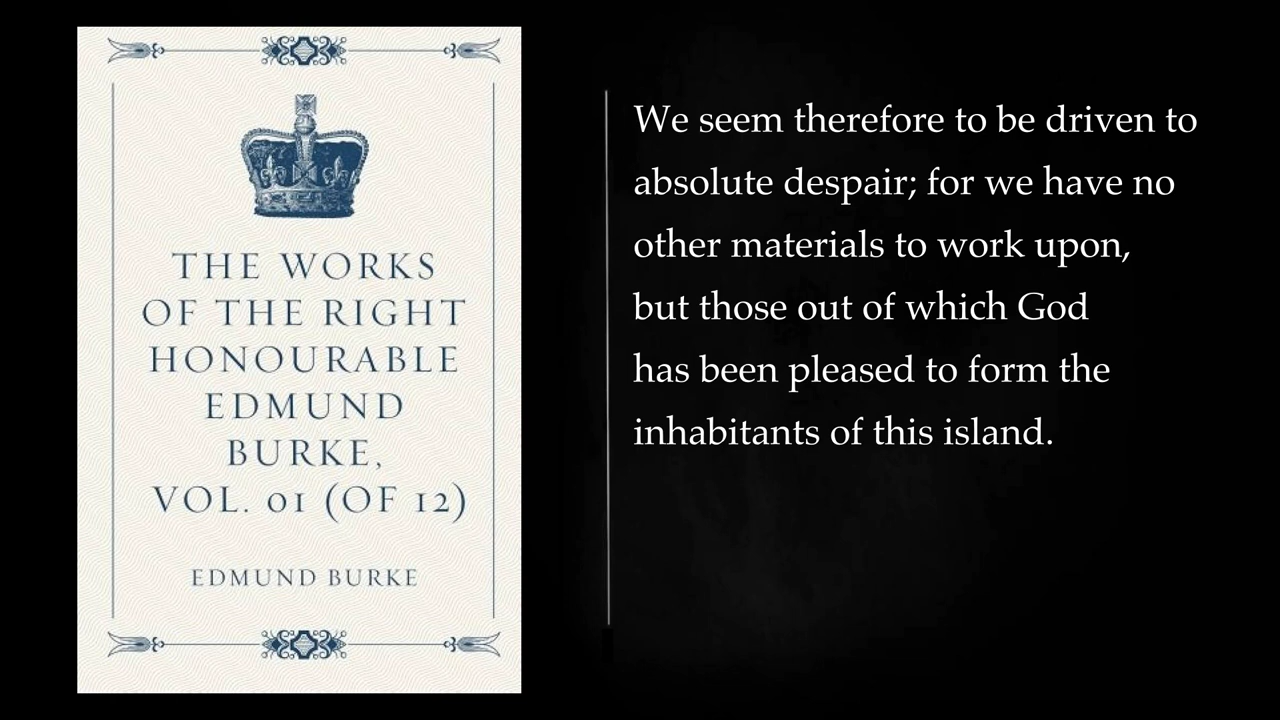 THE WORKS
OF THE RIGHT
HONOURABLE
EDMUND
BURKE,
VOL. 01 (OF 12)
EDMUND BURKE
We seem therefore to be driven to
absolute despair; for we have no
other materials to work upon,
but those out of which God
has been pleased to form the
inhabitants of this island.